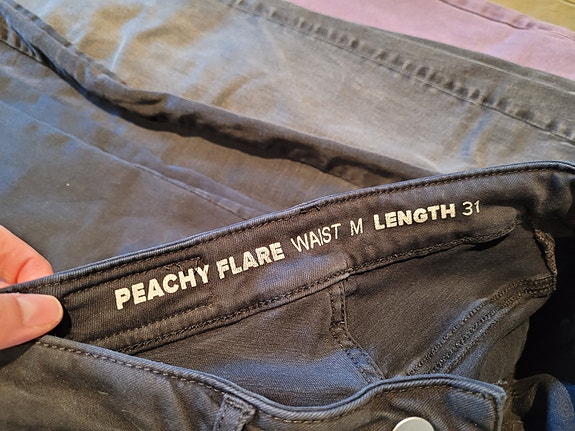 PEACHY FLARE WAIST M LENGTH 31